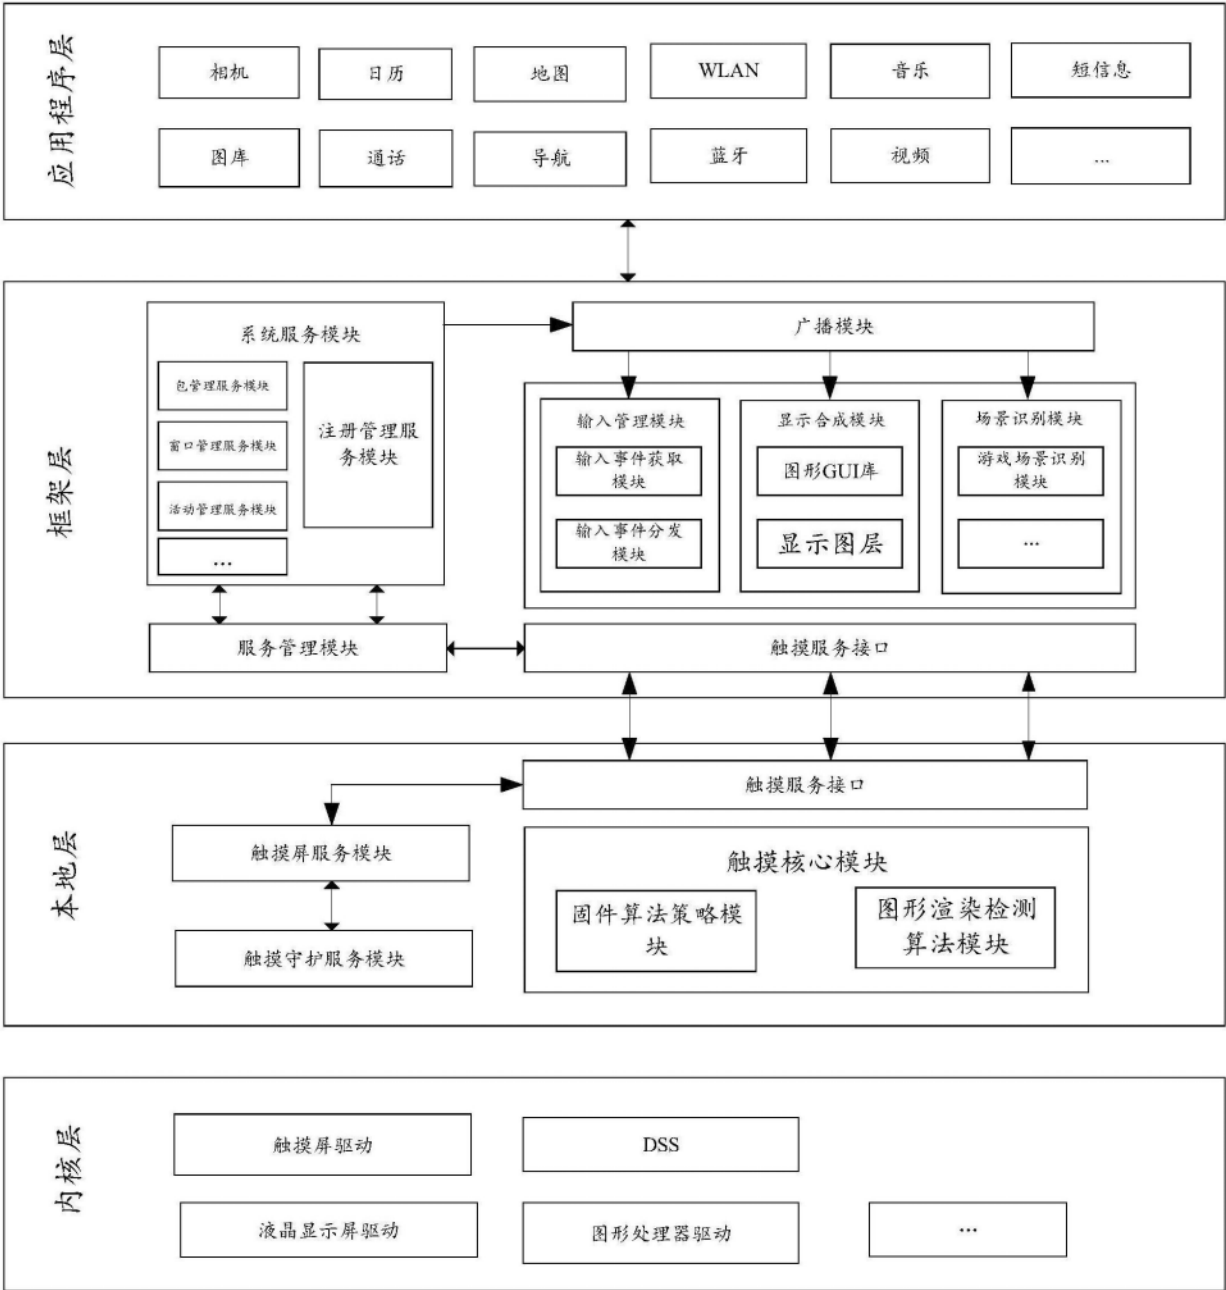 应用程序层
相机
日历
地图
WLAN
音乐
短信息
图库
通话
导航
蓝牙
视频
...
框架层
系统服务模块
包管理服务模块
窗口管理服务模块
活动管理服务模块
...
注册管理服
务模块
广播模块
输入管理模块
输入事件获取
模块
输入事件分发
模块
显示合成模块
图形GUI库
显示图层
场景识别模块
游戏场景识别
模块
...
服务管理模块
触摸服务接口
本地层
触摸服务接口
触摸屏服务模块
触摸守护服务模块
触摸核心模块
固件算法策略模
块
图形渲染检测
算法模块
内核层
触摸屏驱动
DSS
液晶显示屏驱动
图形处理器驱动
...